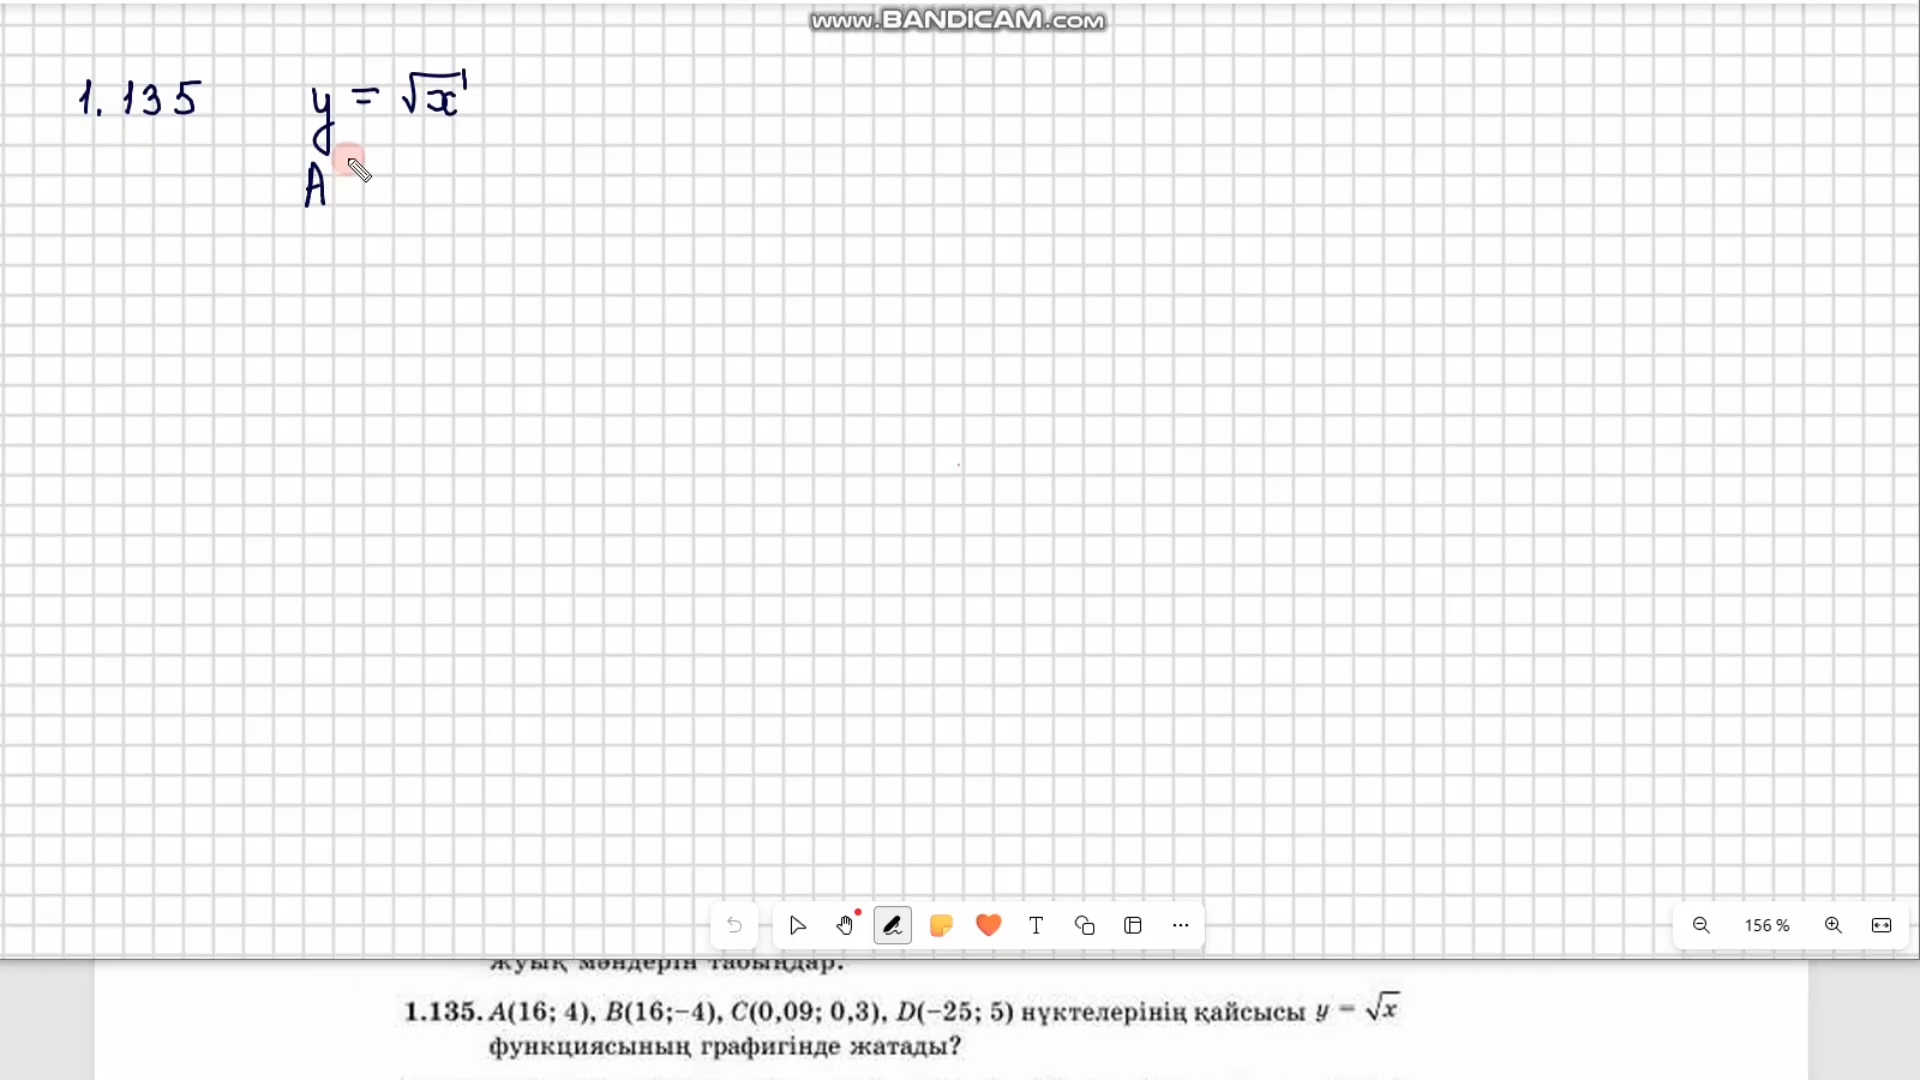 www.BANDICAM.com
1.135 y = √x
A
156 %
жуық мәндерін табыңдар.
1.135. A(16; 4), B(16;−4), C(0,09; 0,3), D(−25; 5) нүктелерінің қайсысы y = √x
функциясының графигінде жатады?